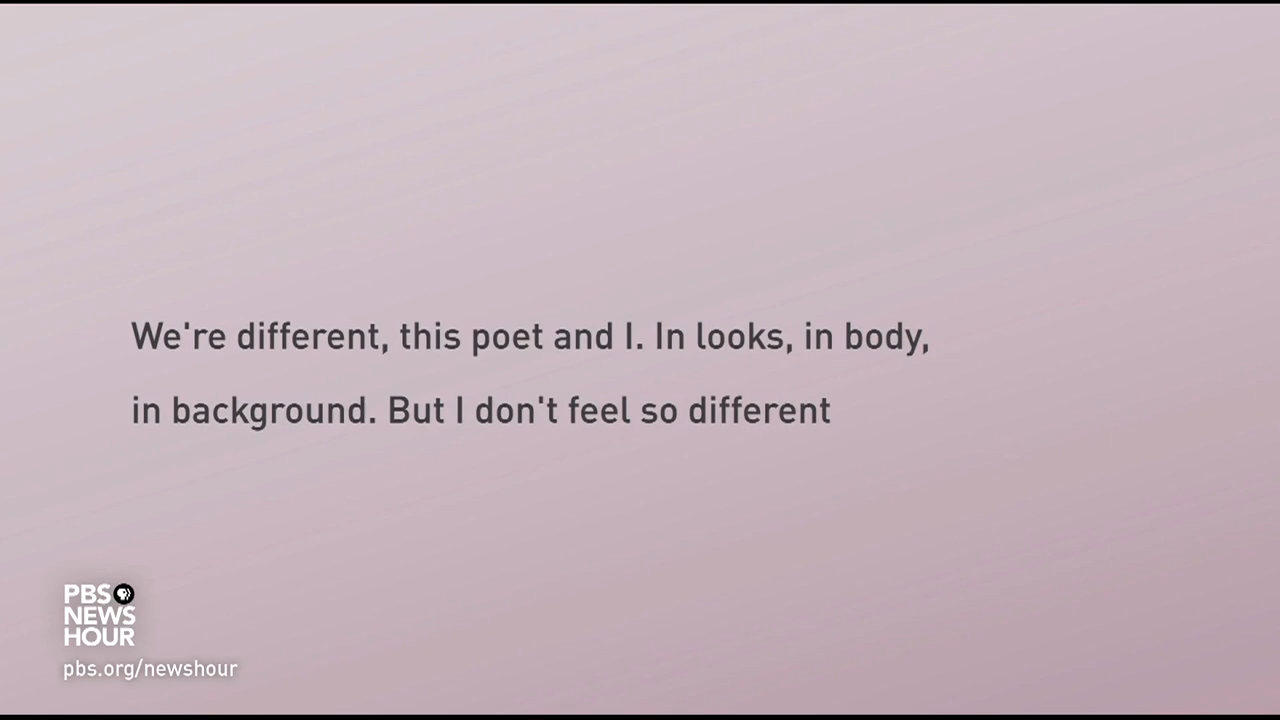 We're different, this poet and I. In looks, in body,
in background. But I don't feel so different
PBS
NEWS
HOUR
pbs.org/newshour